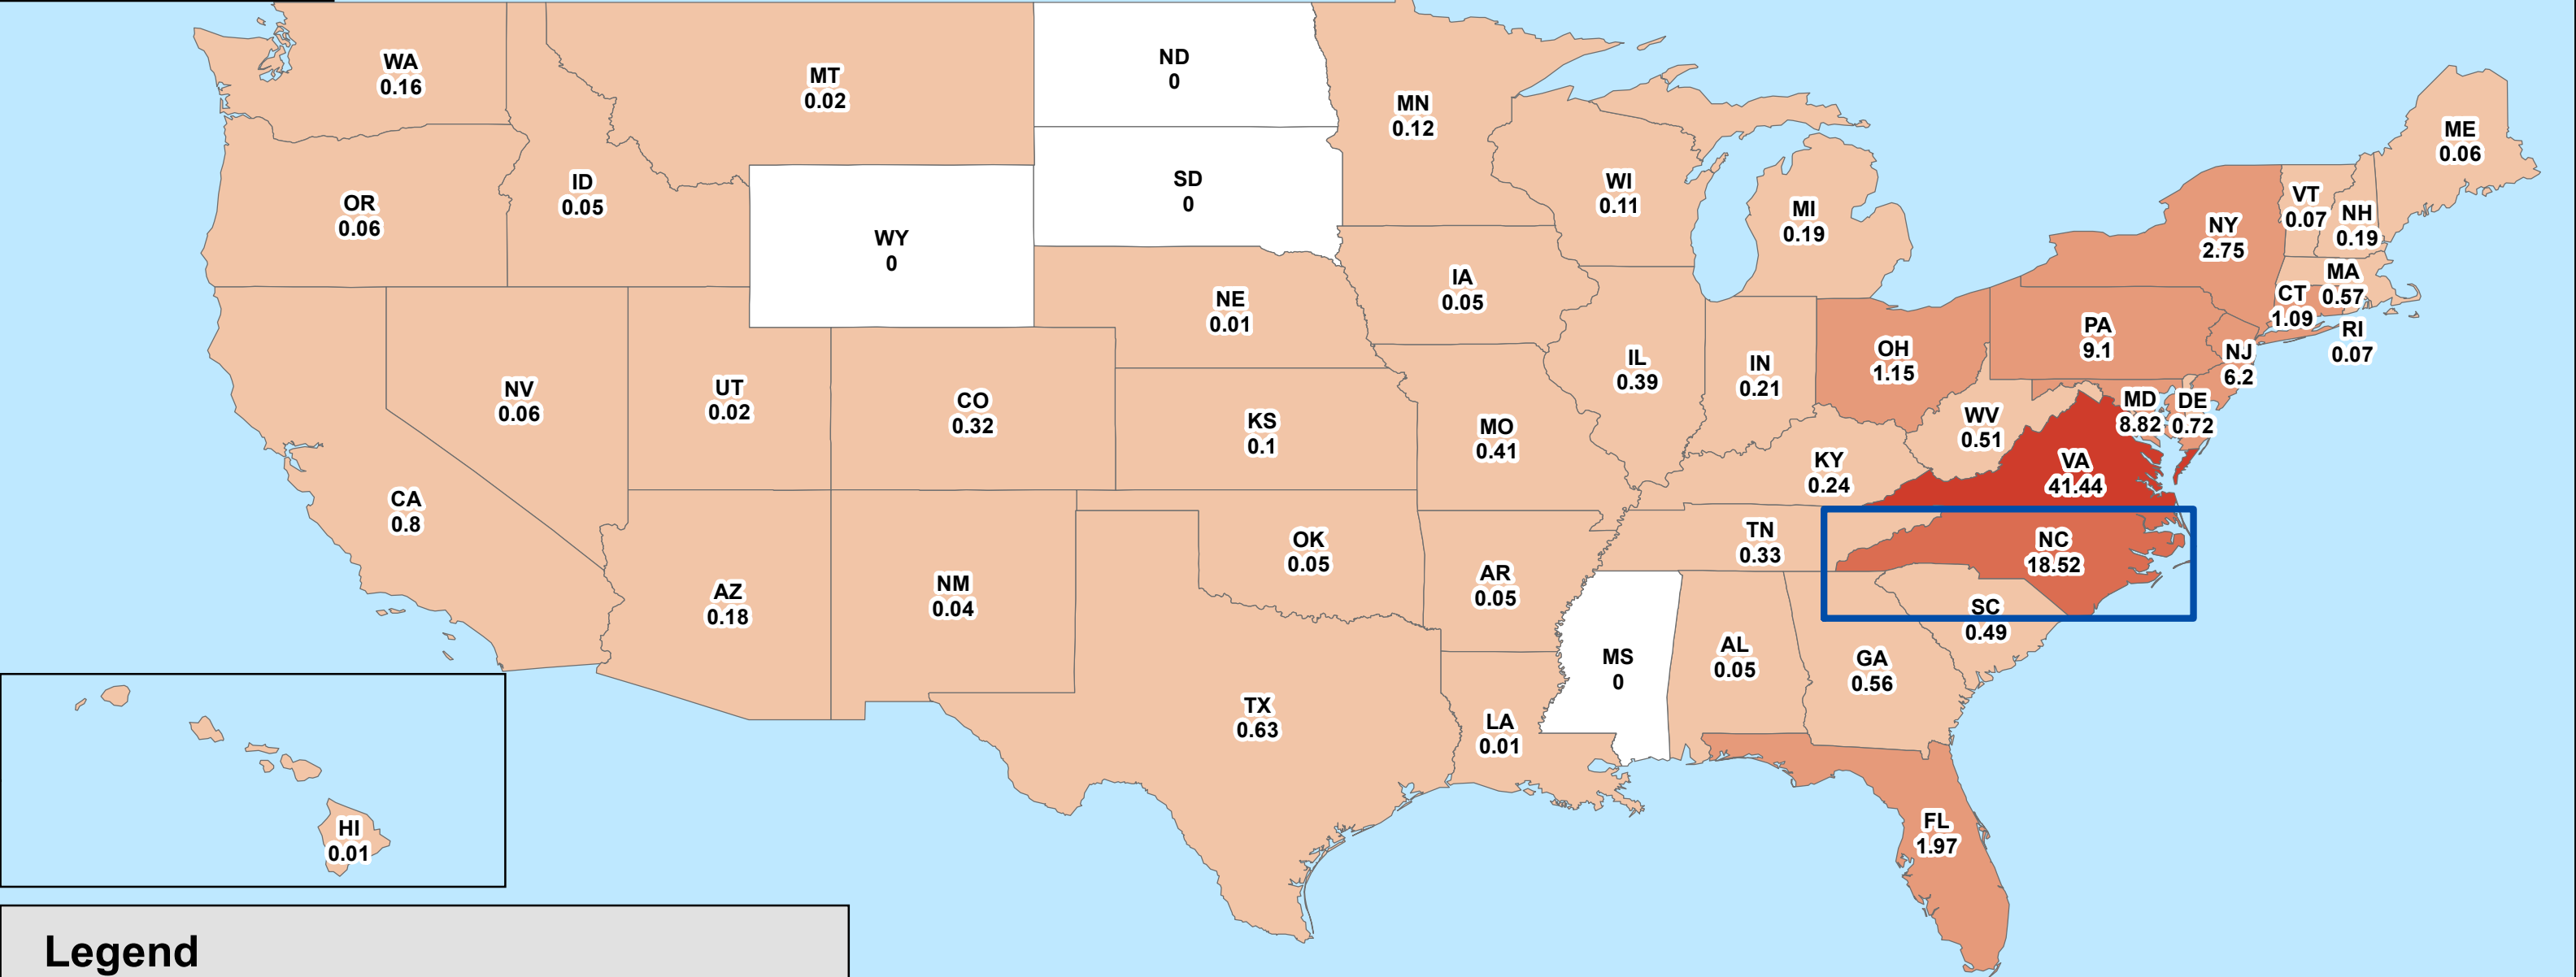 WA
0.16
MT
0.02
ND
0
MN
0.12
ME
0.06
OR
0.06
ID
0.05
WY
0
SD
0
WI
0.11
MI
0.19
NY
2.75
VT
0.07
NH
0.19
MA
0.57
CT
1.09
RI
0.07
NE
0.01
IA
0.05
IL
0.39
IN
0.21
OH
1.15
PA
9.1
NJ
6.2
NV
0.06
UT
0.02
CO
0.32
KS
0.1
MO
0.41
KY
0.24
WV
0.51
MD
8.82
DE
0.72
VA
41.44
CA
0.8
AZ
0.18
NM
0.04
OK
0.05
AR
0.05
TN
0.33
NC
18.52
SC
0.49
TX
0.63
LA
0.01
MS
0
AL
0.05
GA
0.56
FL
1.97
HI
0.01
Legend